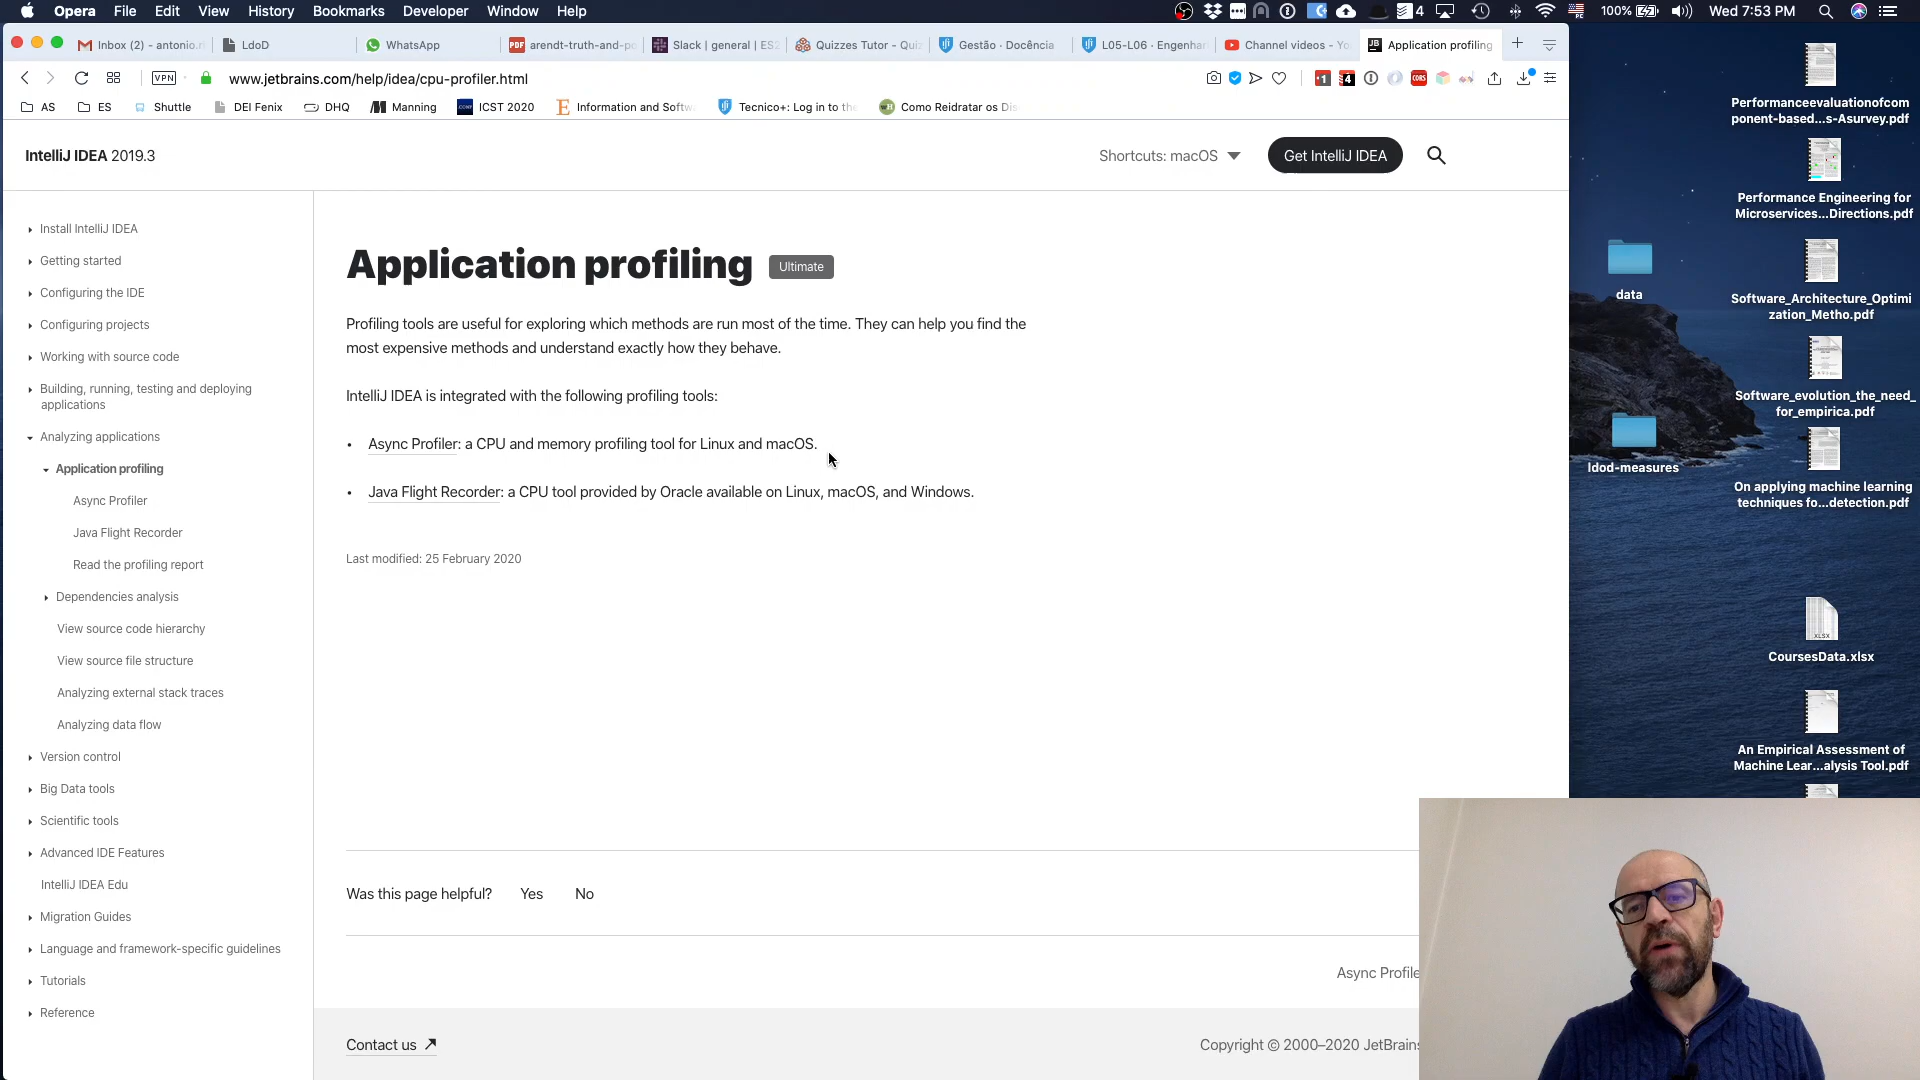 Opera File Edit View History Bookmarks Developer Window Help
4 100% Wed 7:53 PM
Inbox (2) - antonio.r
LdoD
WhatsApp
arendt-truth-and-po
Slack | general | ES2
Quizzes Tutor - Qui
Gestão · Docência
L05-L06 · Engenhar
Channel videos - Yo
Application profiling
VPN
www.jetbrains.com/help/idea/cpu-profiler.html
AS
ES
Shuttle
DEI Fenix
DHQ
Manning
ICST 2020
Information and Softw
Tecnico+: Log in to the
Como Reidratar os Dis
IntelliJ IDEA 2019.3
Shortcuts: macOS
Get IntelliJ IDEA
Install IntelliJ IDEA
Getting started
Configuring the IDE
Configuring projects
Working with source code
Building, running, testing and deploying
applications
Analyzing applications
Application profiling
Async Profiler
Java Flight Recorder
Read the profiling report
Dependencies analysis
View source code hierarchy
View source file structure
Analyzing external stack traces
Analyzing data flow
Version control
Big Data tools
Scientific tools
Advanced IDE Features
IntelliJ IDEA Edu
Migration Guides
Language and framework-specific guidelines
Tutorials
Reference
Application profiling
Ultimate
Profiling tools are useful for exploring which methods are run most of the time. They can help you find the
most expensive methods and understand exactly how they behave.
IntelliJ IDEA is integrated with the following profiling tools:
• Async Profiler: a CPU and memory profiling tool for Linux and macOS.
• Java Flight Recorder: a CPU tool provided by Oracle available on Linux, macOS, and Windows.
Last modified: 25 February 2020
Was this page helpful? Yes No
Async Profile
Contact us
Copyright © 2000–2020 JetBrains
Performanceevaluationofcom
ponent-based...s-Asurvey.pdf
Performance Engineering for
Microservices...Directions.pdf
data
Software_Architecture_Optimi
zation_Metho.pdf
Software_evolution_the_need_
for_empirica.pdf
ldod-measures
On applying machine learning
techniques fo...detection.pdf
XLSX
CoursesData.xlsx
An Empirical Assessment of
Machine Lear...alysis Tool.pdf